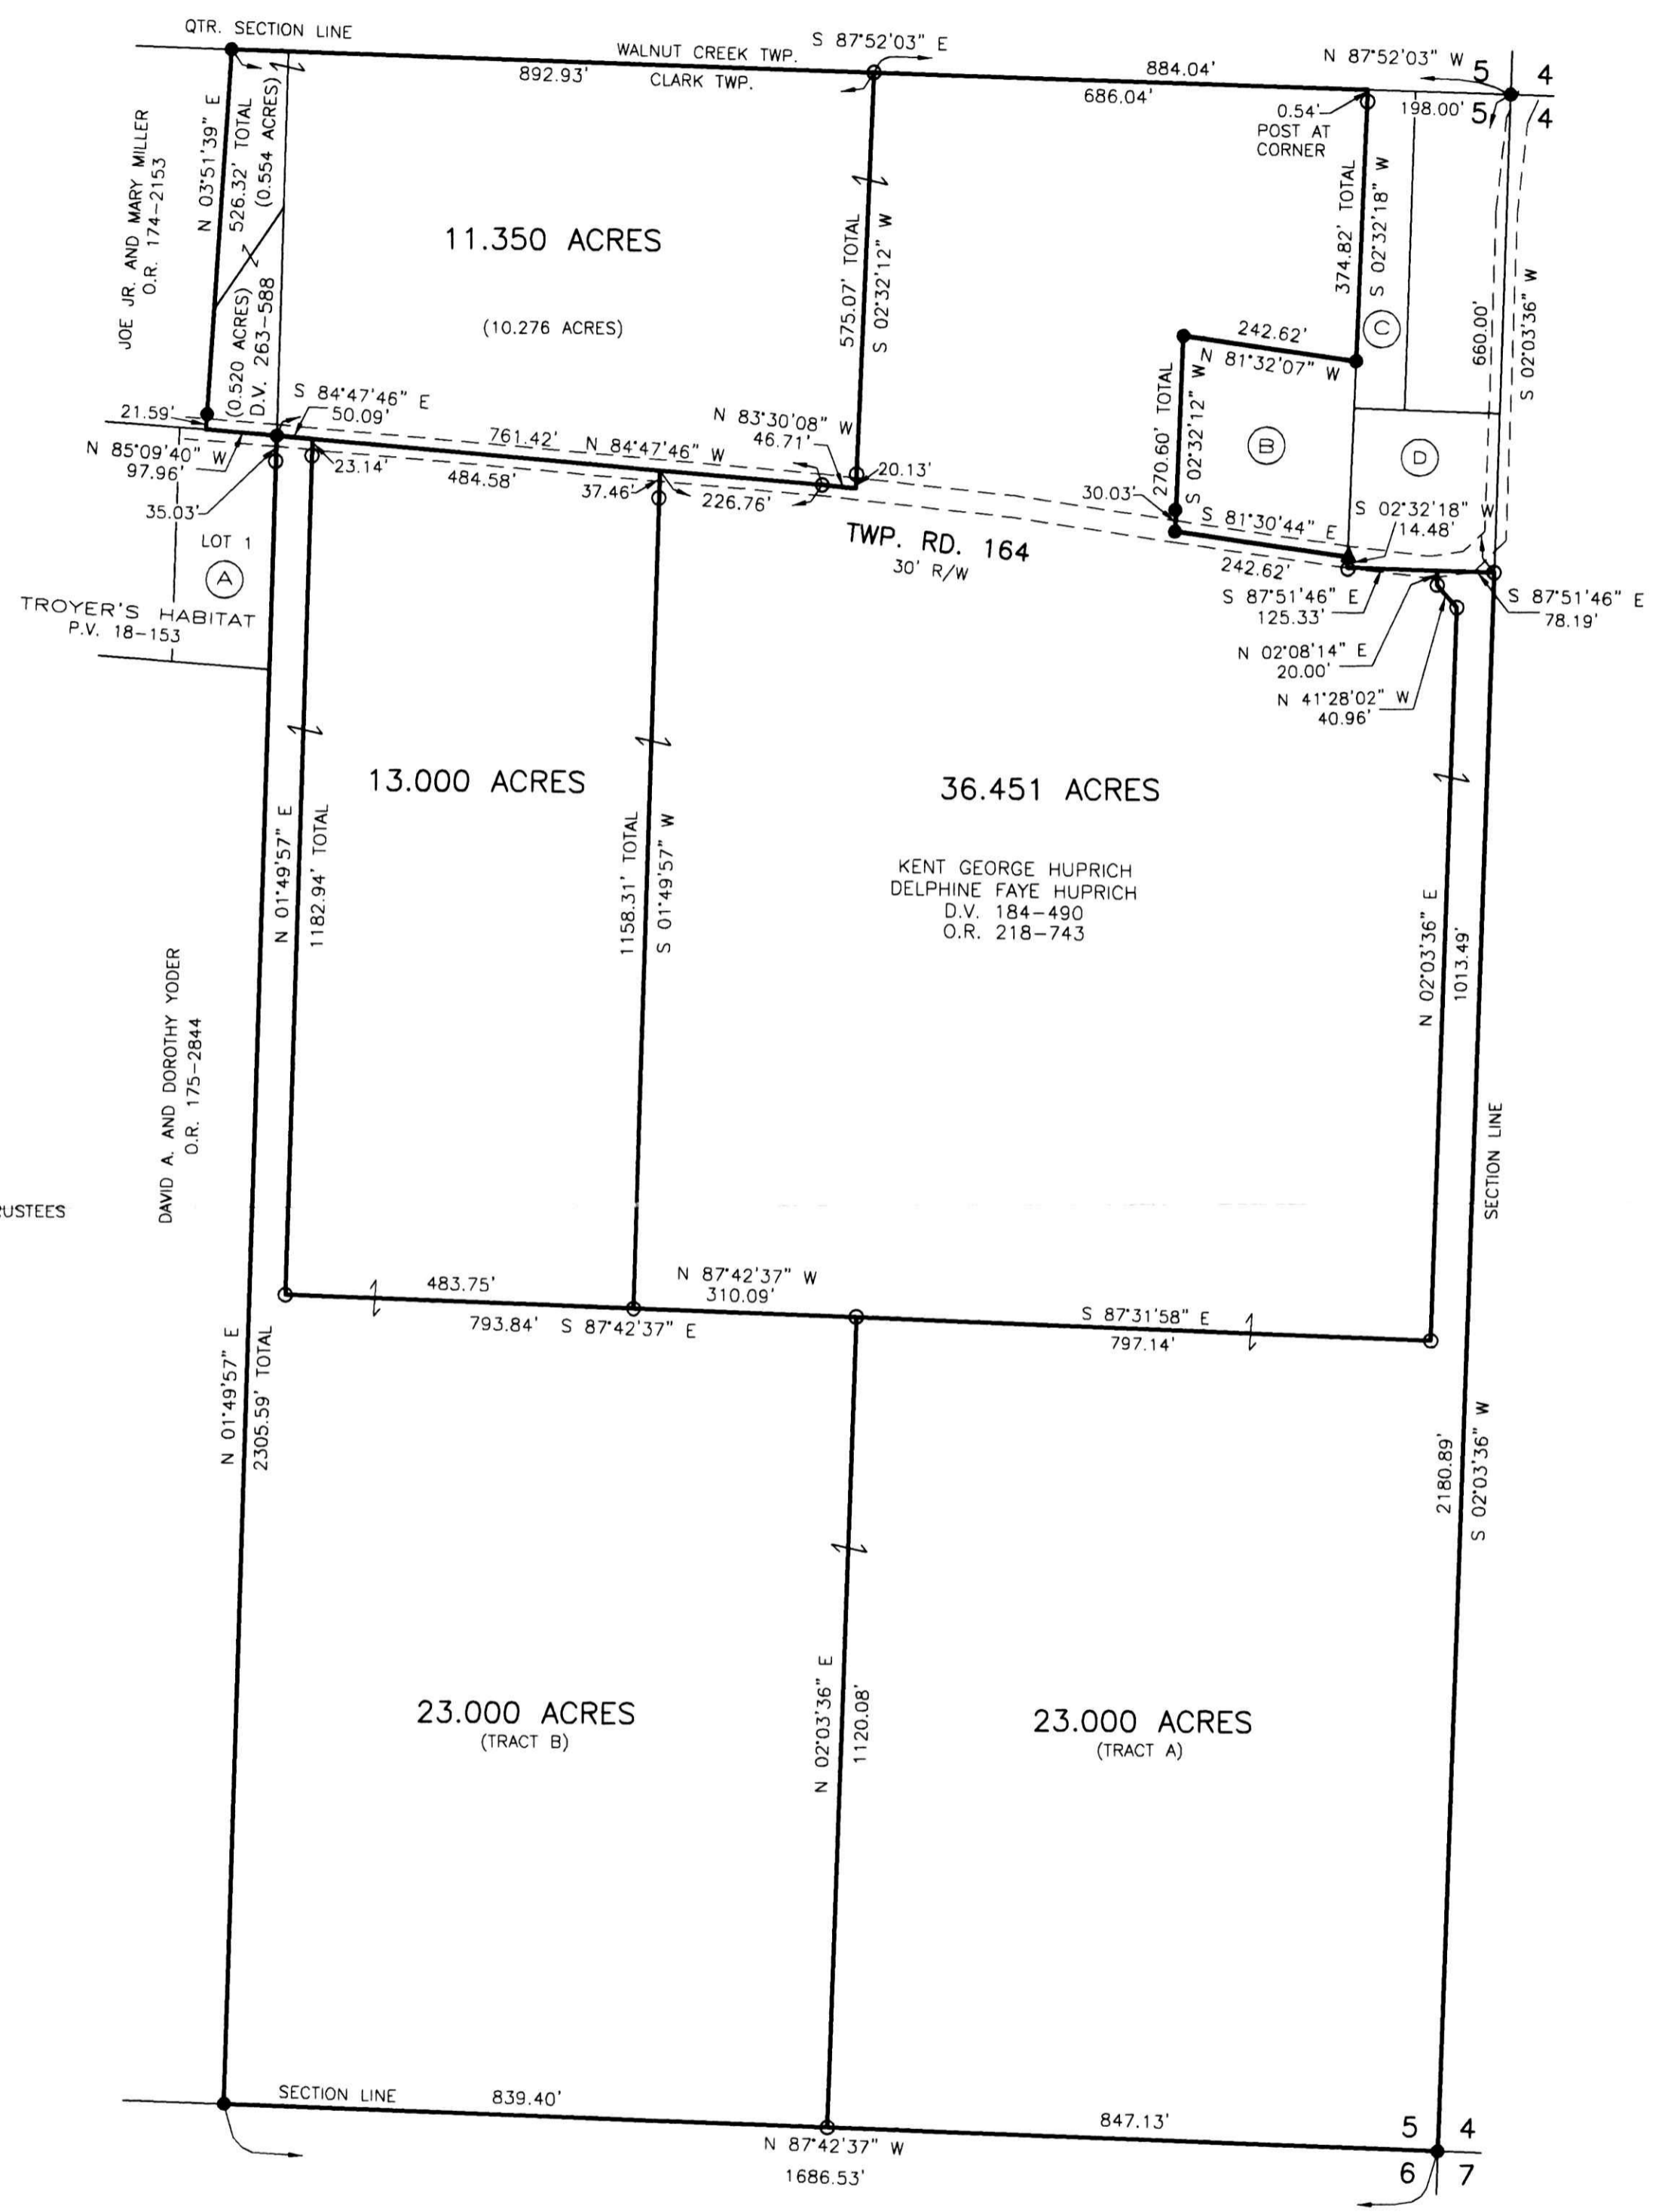 QTR. SECTION LINE
WALNUT CREEK TWP.
S 87°52'03" E
892.93'
CLARK TWP.
884.04'
686.04'
N 87°52'03" W
5 4
5 4
198.00'
0.54'
POST AT
CORNER
JOE JR. AND MARY MILLER
O.R. 174-2153
N 03°51'39" E
526.32' TOTAL
(0.554 ACRES)
(0.520 ACRES)
D.V. 263-588
11.350 ACRES
(10.276 ACRES)
575.07' TOTAL
S 02°32'12" W
374.82' TOTAL
S 02°32'18" W
C
660.00'
S 02°03'36" W
242.62'
N 81°32'07" W
270.60' TOTAL
S 02°32'12" W
B
D
21.59'
S 84°47'46" E
50.09'
N 85°09'40" W
97.96'
761.42'
N 84°47'46" W
N 83°30'08" W
46.71'
20.13'
23.14'
484.58'
37.46'
226.76'
35.03'
30.03'
S 81°30'44" E
242.62'
S 02°32'18" W
14.48'
TWP. RD. 164
30' R/W
LOT 1
A
TROYER'S HABITAT
P.V. 18-153
S 87°51'46" E
125.33'
S 87°51'46" E
78.19'
N 02°08'14" E
20.00'
N 41°28'02" W
40.96'
13.000 ACRES
36.451 ACRES
KENT GEORGE HUPRICH
DELPHINE FAYE HUPRICH
D.V. 184-490
O.R. 218-743
N 01°49'57" E
1182.94' TOTAL
1158.31' TOTAL
S 01°49'57" W
N 02°03'36" E
1013.49'
DAVID A. AND DOROTHY YODER
O.R. 175-2844
RUSTEES
SECTION LINE
483.75'
N 87°42'37" W
310.09'
793.84' S 87°42'37" E
S 87°31'58" E
797.14'
N 01°49'57" E
2305.59' TOTAL
2180.89'
S 02°03'36" W
23.000 ACRES
(TRACT B)
N 02°03'36" E
1120.08'
23.000 ACRES
(TRACT A)
SECTION LINE
839.40'
847.13'
N 87°42'37" W
1686.53'
5 4
6 7